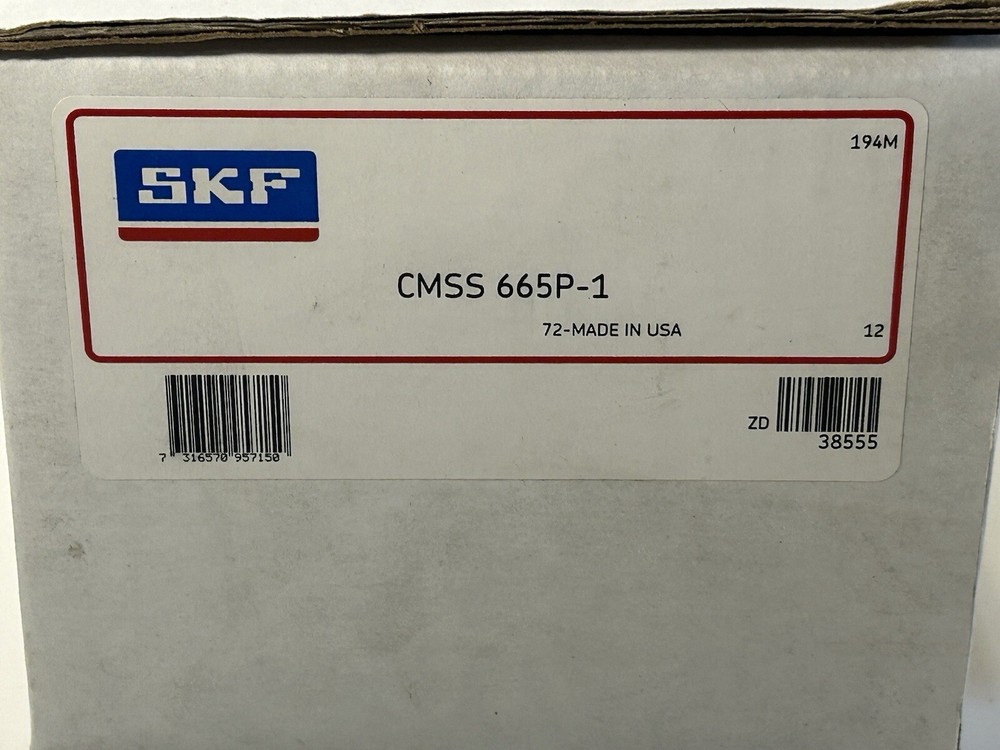 194M
SKF
CMSS 665P-1
72-MADE IN USA
12
7 316570 957150
ZD
38555